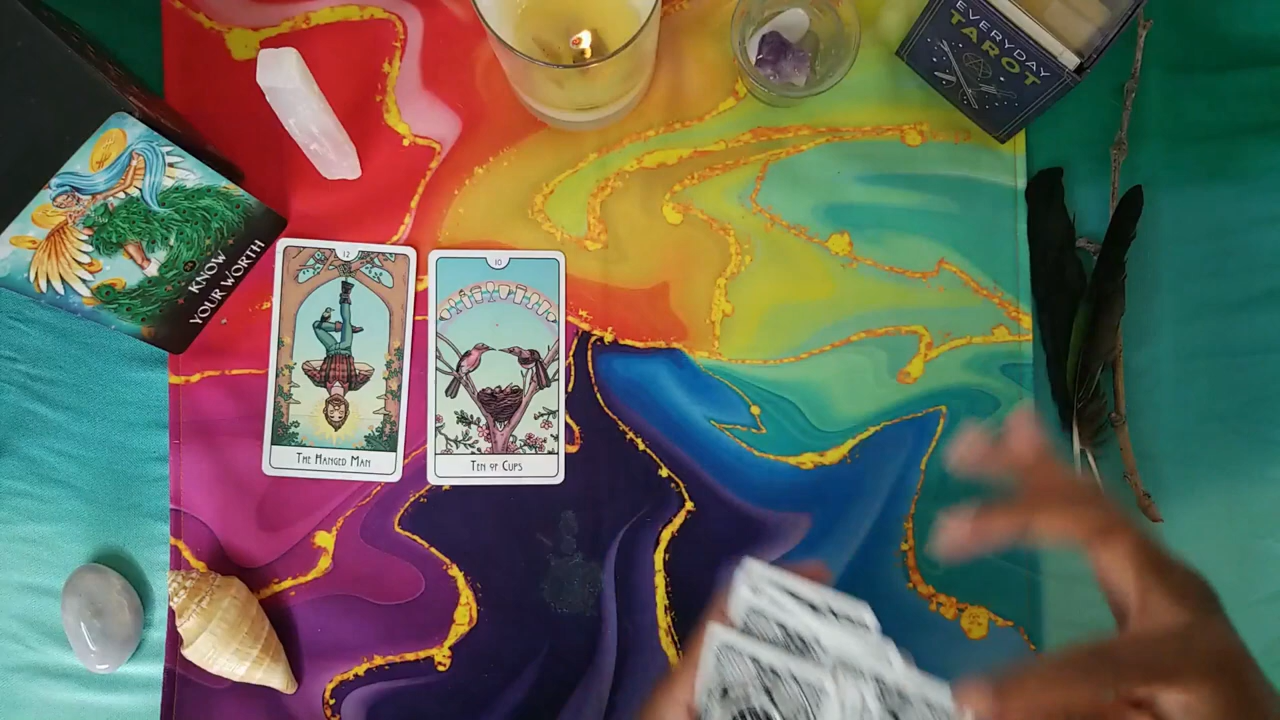 EVERYDAY
TAROT
KNOW
YOUR WORTH
12
THE HANGED MAN
10
TEN OF CUPS